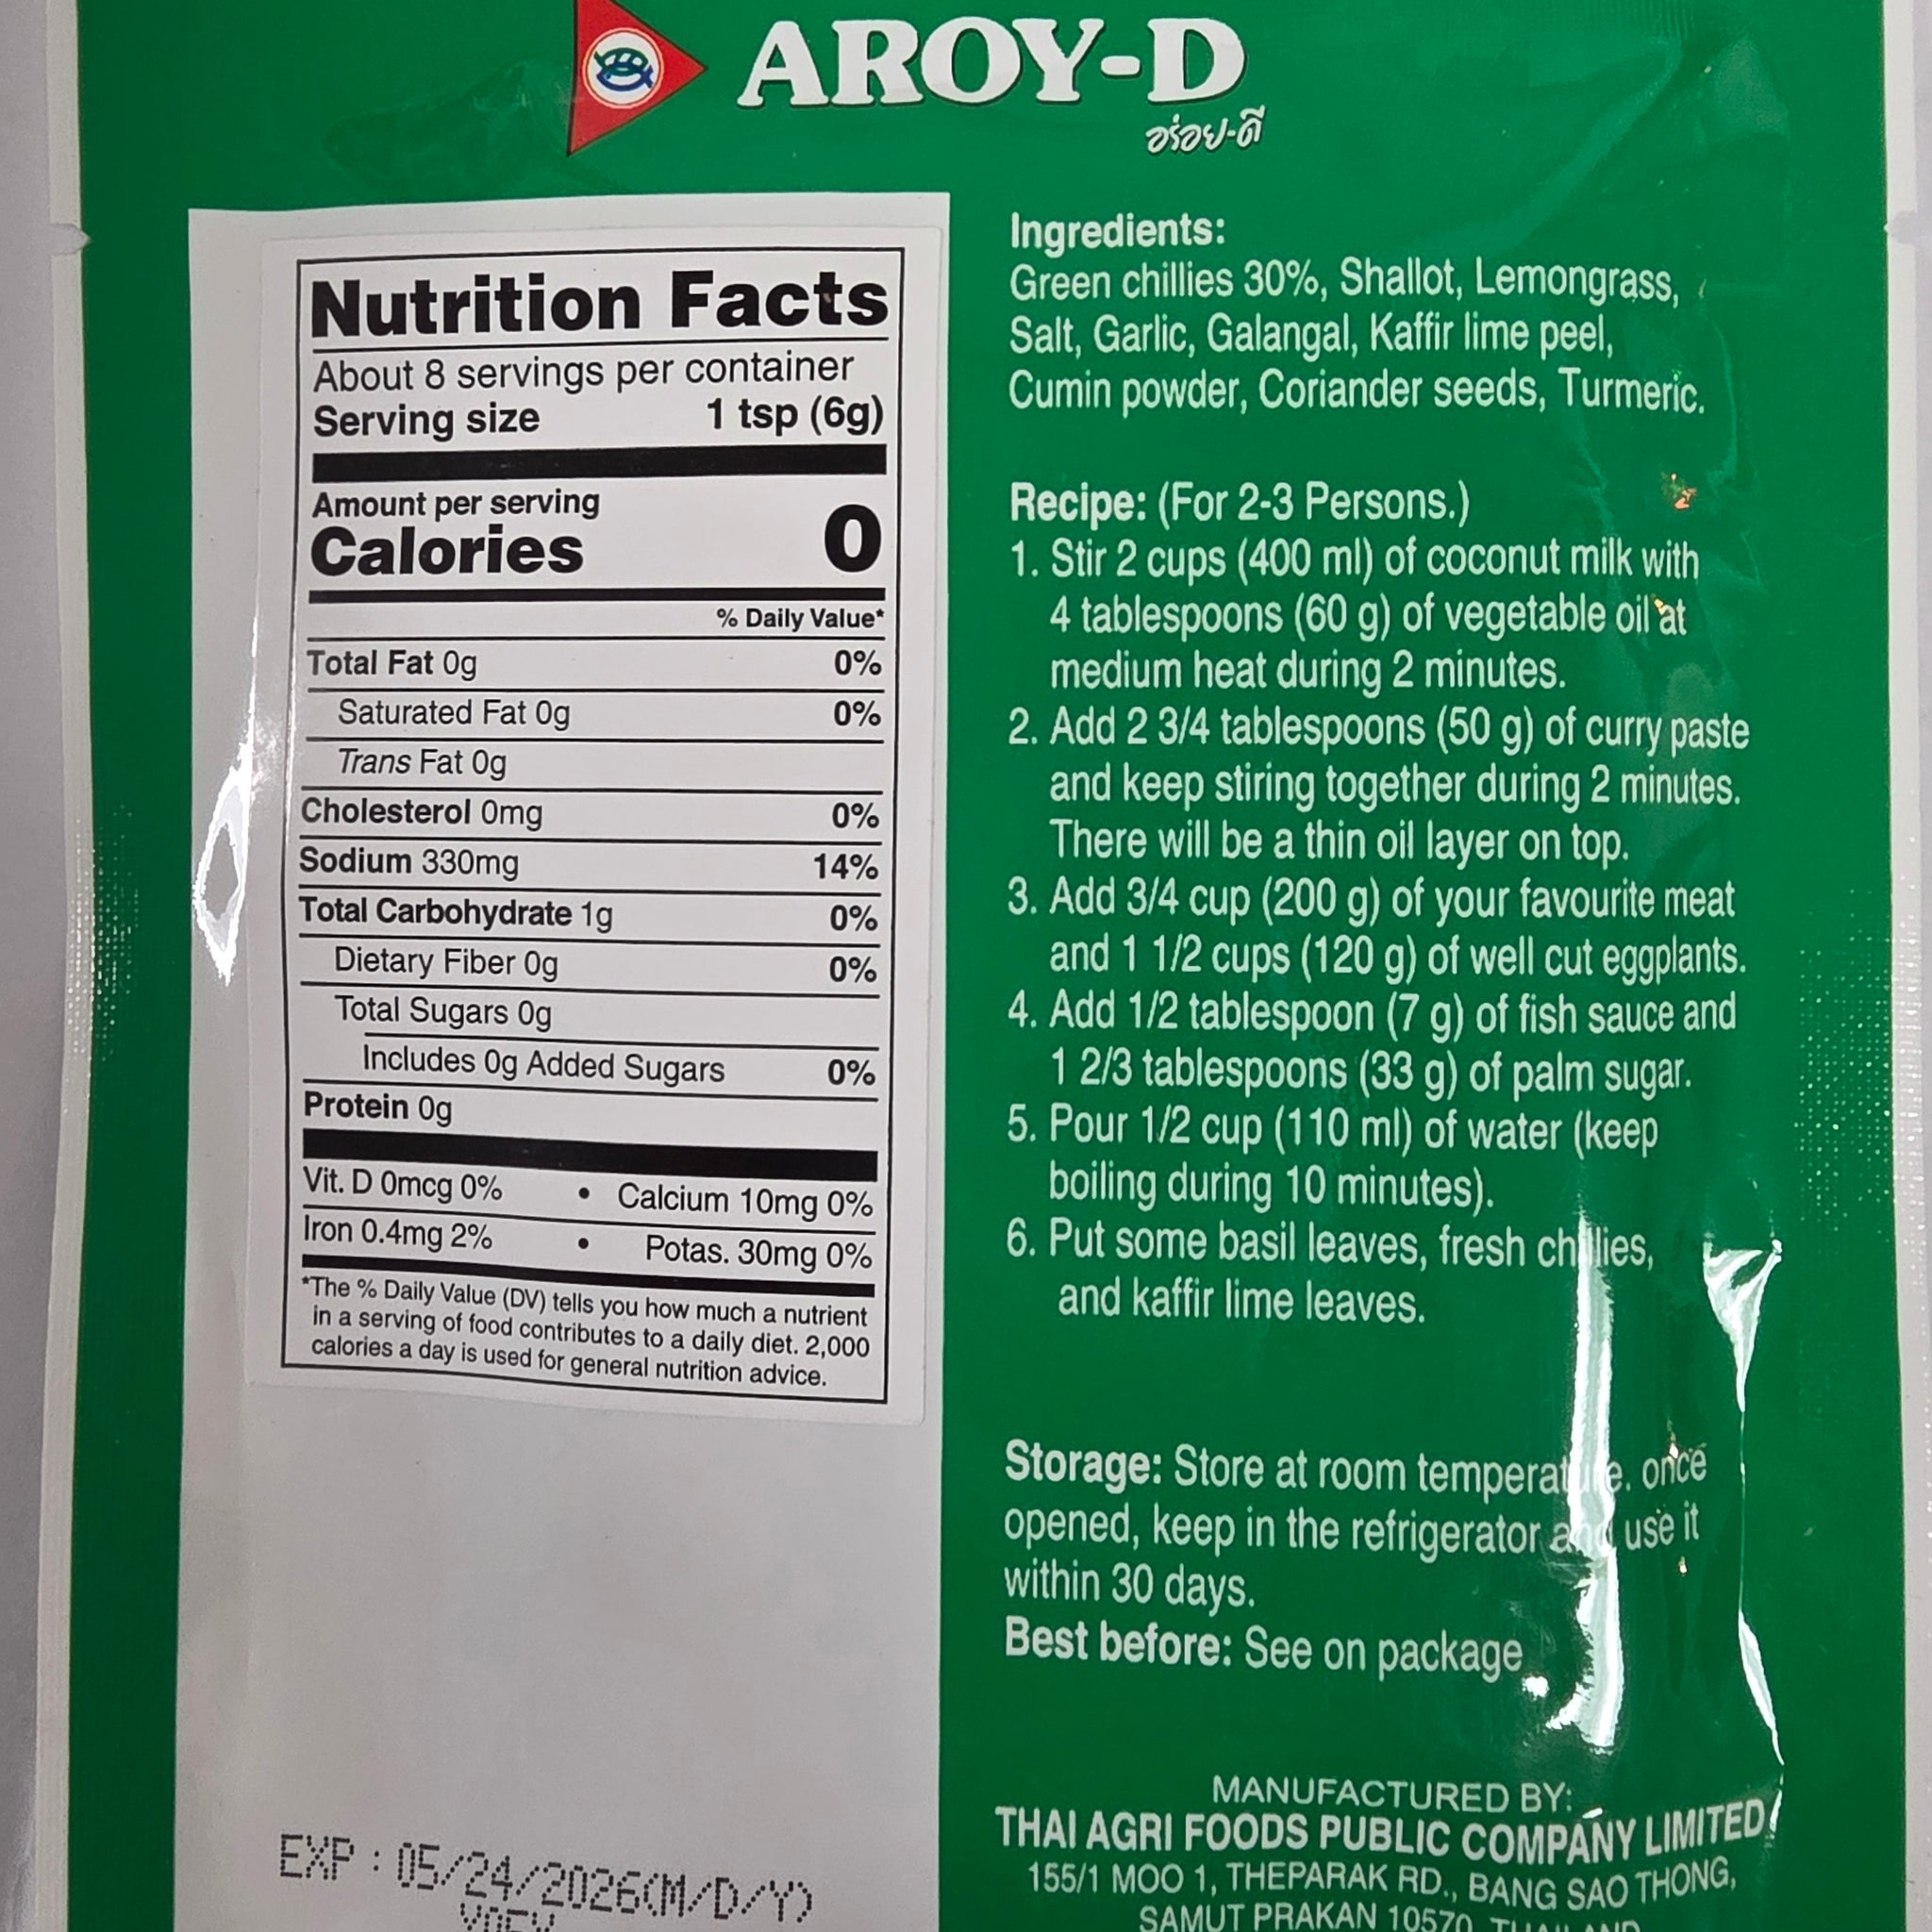 AROY-D
อร่อย-ดี
Nutrition Facts
About 8 servings per container
Serving size 1 tsp (6g)
Amount per serving
Calories 0
% Daily Value*
Total Fat 0g 0%
Saturated Fat 0g 0%
Trans Fat 0g
Cholesterol 0mg 0%
Sodium 330mg 14%
Total Carbohydrate 1g 0%
Dietary Fiber 0g 0%
Total Sugars 0g
Includes 0g Added Sugars 0%
Protein 0g
Vit. D 0mcg 0% • Calcium 10mg 0%
Iron 0.4mg 2% • Potas. 30mg 0%
*The % Daily Value (DV) tells you how much a nutrient
in a serving of food contributes to a daily diet. 2,000
calories a day is used for general nutrition advice.
EXP : 05/24/2026(M/D/Y)
Ingredients:
Green chillies 30%, Shallot, Lemongrass,
Salt, Garlic, Galangal, Kaffir lime peel,
Cumin powder, Coriander seeds, Turmeric.
Recipe: (For 2-3 Persons.)
1. Stir 2 cups (400 ml) of coconut milk with
4 tablespoons (60 g) of vegetable oil at
medium heat during 2 minutes.
2. Add 2 3/4 tablespoons (50 g) of curry paste
and keep stiring together during 2 minutes.
There will be a thin oil layer on top.
3. Add 3/4 cup (200 g) of your favourite meat
and 1 1/2 cups (120 g) of well cut eggplants.
4. Add 1/2 tablespoon (7 g) of fish sauce and
1 2/3 tablespoons (33 g) of palm sugar.
5. Pour 1/2 cup (110 ml) of water (keep
boiling during 10 minutes).
6. Put some basil leaves, fresh chillies,
and kaffir lime leaves.
Storage: Store at room temperature. once
opened, keep in the refrigerator and use it
within 30 days.
Best before: See on package
MANUFACTURED BY:
THAI AGRI FOODS PUBLIC COMPANY LIMITED
155/1 MOO 1, THEPARAK RD., BANG SAO THONG,
SAMUT PRAKAN 10570, THAILAND